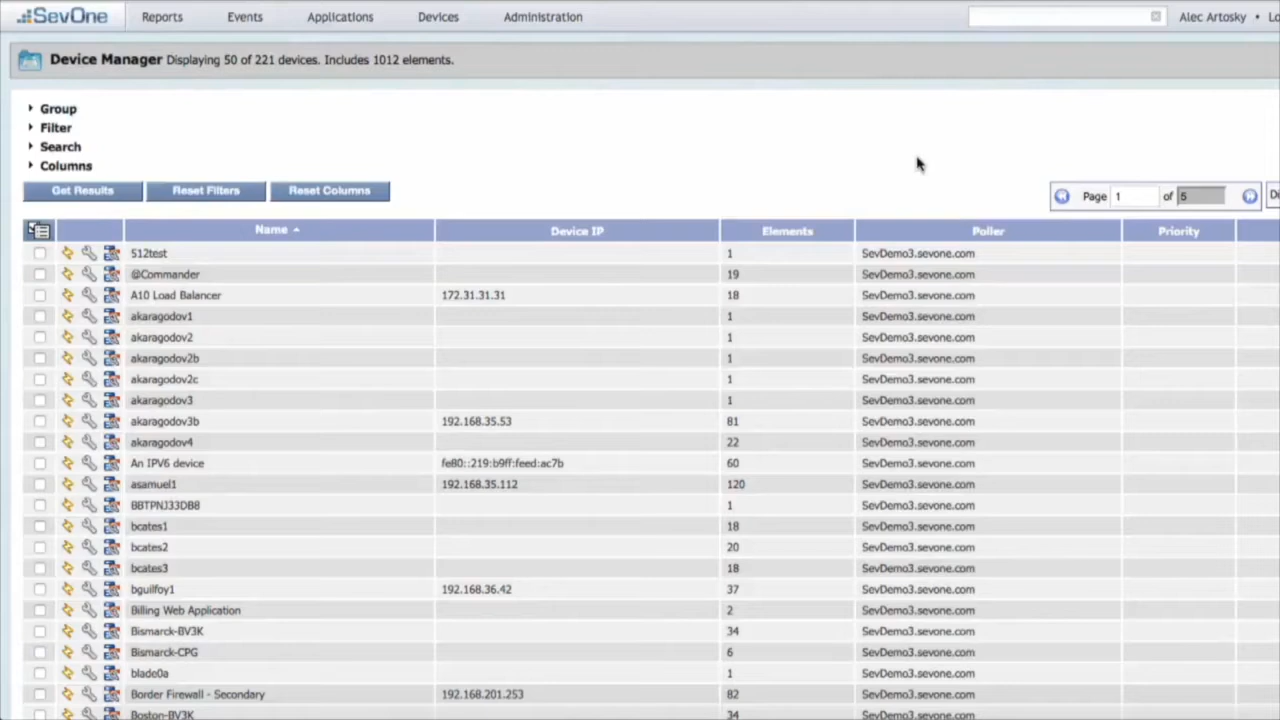 SevOne Reports Events Applications Devices Administration Alec Artosky • Lo
Device Manager Displaying 50 of 221 devices. Includes 1012 elements.
Group
Filter
Search
Columns
Get Results Reset Filters Reset Columns Page 1 of 5 Di
Name Device IP Elements Poller Priority
512test 1 SevDemo3.sevone.com
@Commander 19 SevDemo3.sevone.com
A10 Load Balancer 172.31.31.31 18 SevDemo3.sevone.com
akaragodov1 1 SevDemo3.sevone.com
akaragodov2 1 SevDemo3.sevone.com
akaragodov2b 1 SevDemo3.sevone.com
akaragodov2c 1 SevDemo3.sevone.com
akaragodov3 1 SevDemo3.sevone.com
akaragodov3b 192.168.35.53 81 SevDemo3.sevone.com
akaragodov4 22 SevDemo3.sevone.com
An IPV6 device fe80::219:b9ff:feed:ac7b 60 SevDemo3.sevone.com
asamuel1 192.168.35.112 120 SevDemo3.sevone.com
BBTPNJ33DB8 1 SevDemo3.sevone.com
bcates1 18 SevDemo3.sevone.com
bcates2 20 SevDemo3.sevone.com
bcates3 18 SevDemo3.sevone.com
bguilfoy1 192.168.36.42 37 SevDemo3.sevone.com
Billing Web Application 2 SevDemo3.sevone.com
Bismarck-BV3K 34 SevDemo3.sevone.com
Bismarck-CPG 6 SevDemo3.sevone.com
blade0a 1 SevDemo3.sevone.com
Border Firewall - Secondary 192.168.201.253 82 SevDemo3.sevone.com
Boston-BV3K 34 SevDemo3.sevone.com